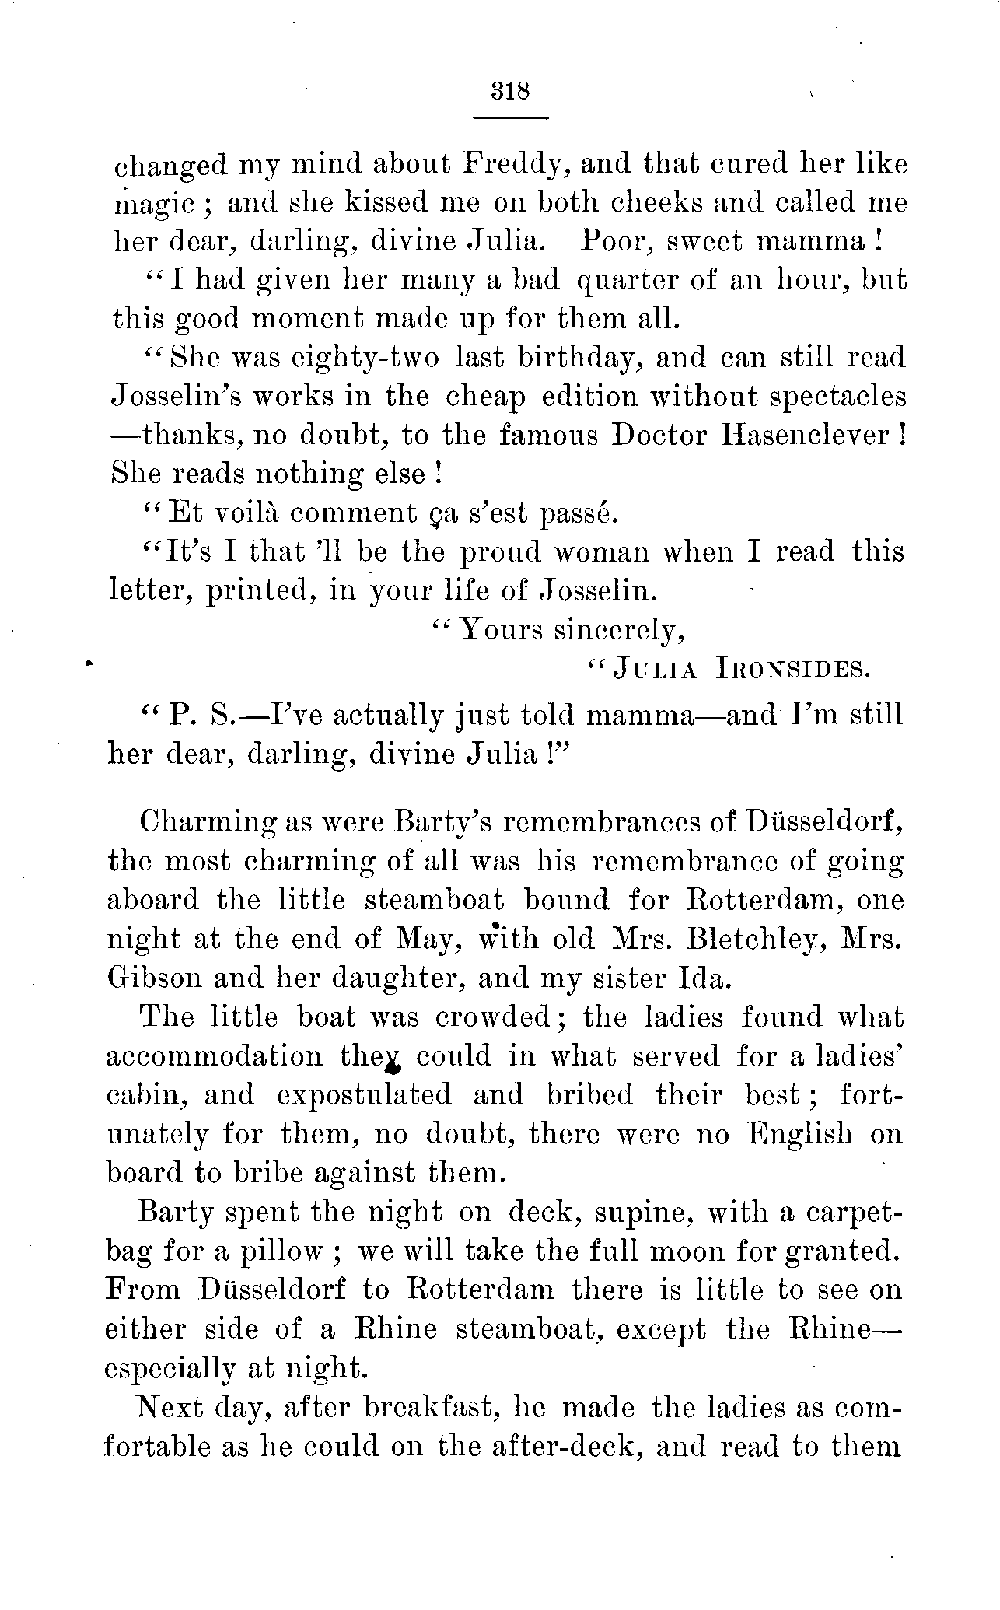 318
changed my mind about Freddy, and that cured her like
magic; and she kissed me on both cheeks and called me
her dear, darling, divine Julia. Poor, sweet mamma!
“I had given her many a bad quarter of an hour, but
this good moment made up for them all.
“She was eighty-two last birthday, and can still read
Josselin’s works in the cheap edition without spectacles
—thanks, no doubt, to the famous Doctor Hasenclever!
She reads nothing else!
“Et voilà comment ça s’est passé.
“It’s I that ’ll be the proud woman when I read this
letter, printed, in your life of Josselin.
“Yours sincerely,
“JULIA IRONSIDES.
“P. S.—I’ve actually just told mamma—and I’m still
her dear, darling, divine Julia!”
Charming as were Barty’s remembrances of Düsseldorf,
the most charming of all was his remembrance of going
aboard the little steamboat bound for Rotterdam, one
night at the end of May, with old Mrs. Bletchley, Mrs.
Gibson and her daughter, and my sister Ida.
The little boat was crowded; the ladies found what
accommodation they could in what served for a ladies’
cabin, and expostulated and bribed their best; fort-
unately for them, no doubt, there were no English on
board to bribe against them.
Barty spent the night on deck, supine, with a carpet-
bag for a pillow; we will take the full moon for granted.
From Düsseldorf to Rotterdam there is little to see on
either side of a Rhine steamboat, except the Rhine—
especially at night.
Next day, after breakfast, he made the ladies as com-
fortable as he could on the after-deck, and read to them